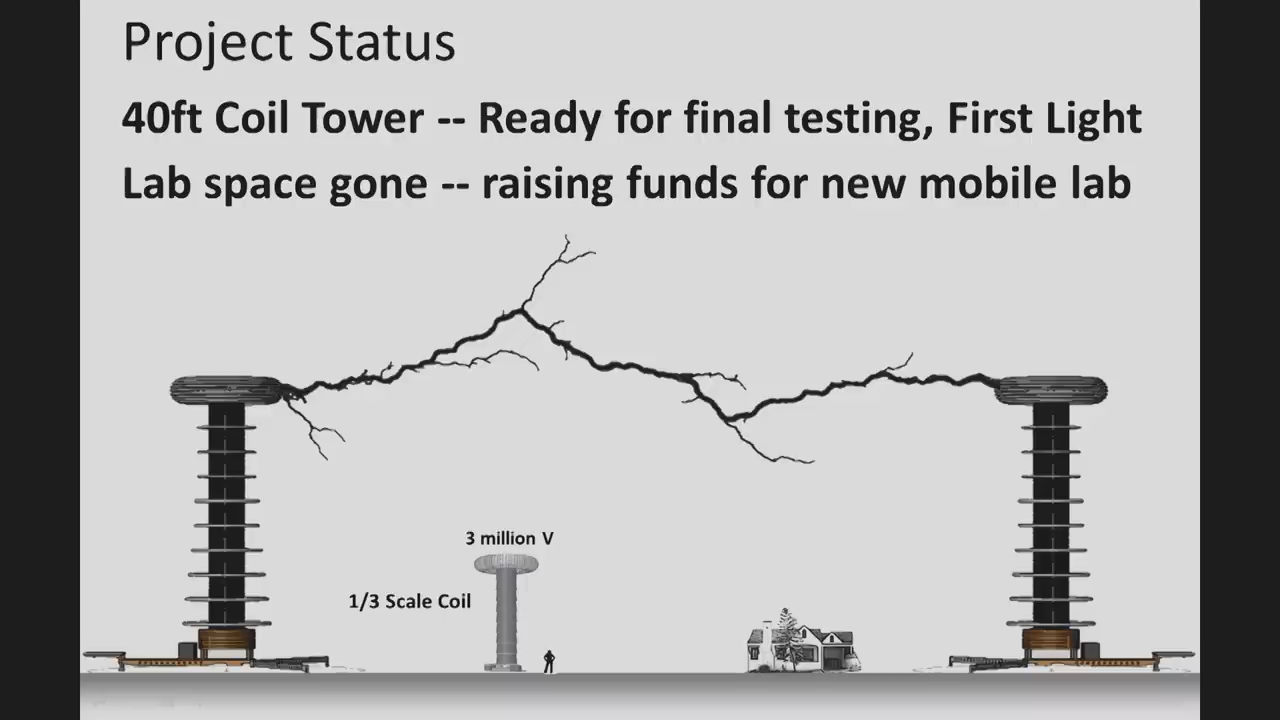 Project Status
40ft Coil Tower -- Ready for final testing, First Light
Lab space gone -- raising funds for new mobile lab
3 million V
1/3 Scale Coil